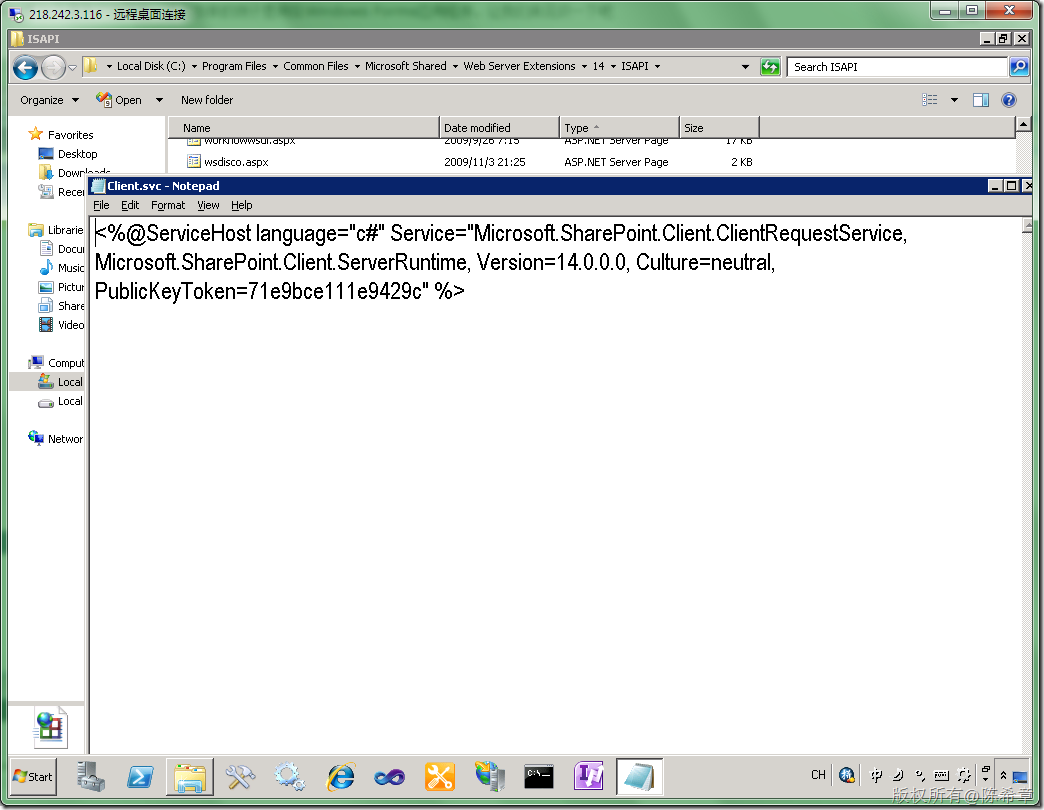 218.242.3.116 - 远程桌面连接
ISAPI
Local Disk (C:) Program Files Common Files Microsoft Shared Web Server Extensions 14 ISAPI
Search ISAPI
Organize Open New folder
Name Date modified Type Size
workflowwsdl.aspx 2009/9/26 7:15 ASP.NET Server Page 17 KB
wsdisco.aspx 2009/11/3 21:25 ASP.NET Server Page 2 KB
Favorites
Desktop
Downloads
Recen
Librarie
Docu
Music
Pictur
Share
Video
Comput
Local
Local
Networ
Client.svc - Notepad
File Edit Format View Help
<%@ServiceHost language="c#" Service="Microsoft.SharePoint.Client.ClientRequestService,
Microsoft.SharePoint.Client.ServerRuntime, Version=14.0.0.0, Culture=neutral,
PublicKeyToken=71e9bce111e9429c" %>
Start
C:\_
CH
中
版权所有@陈希章